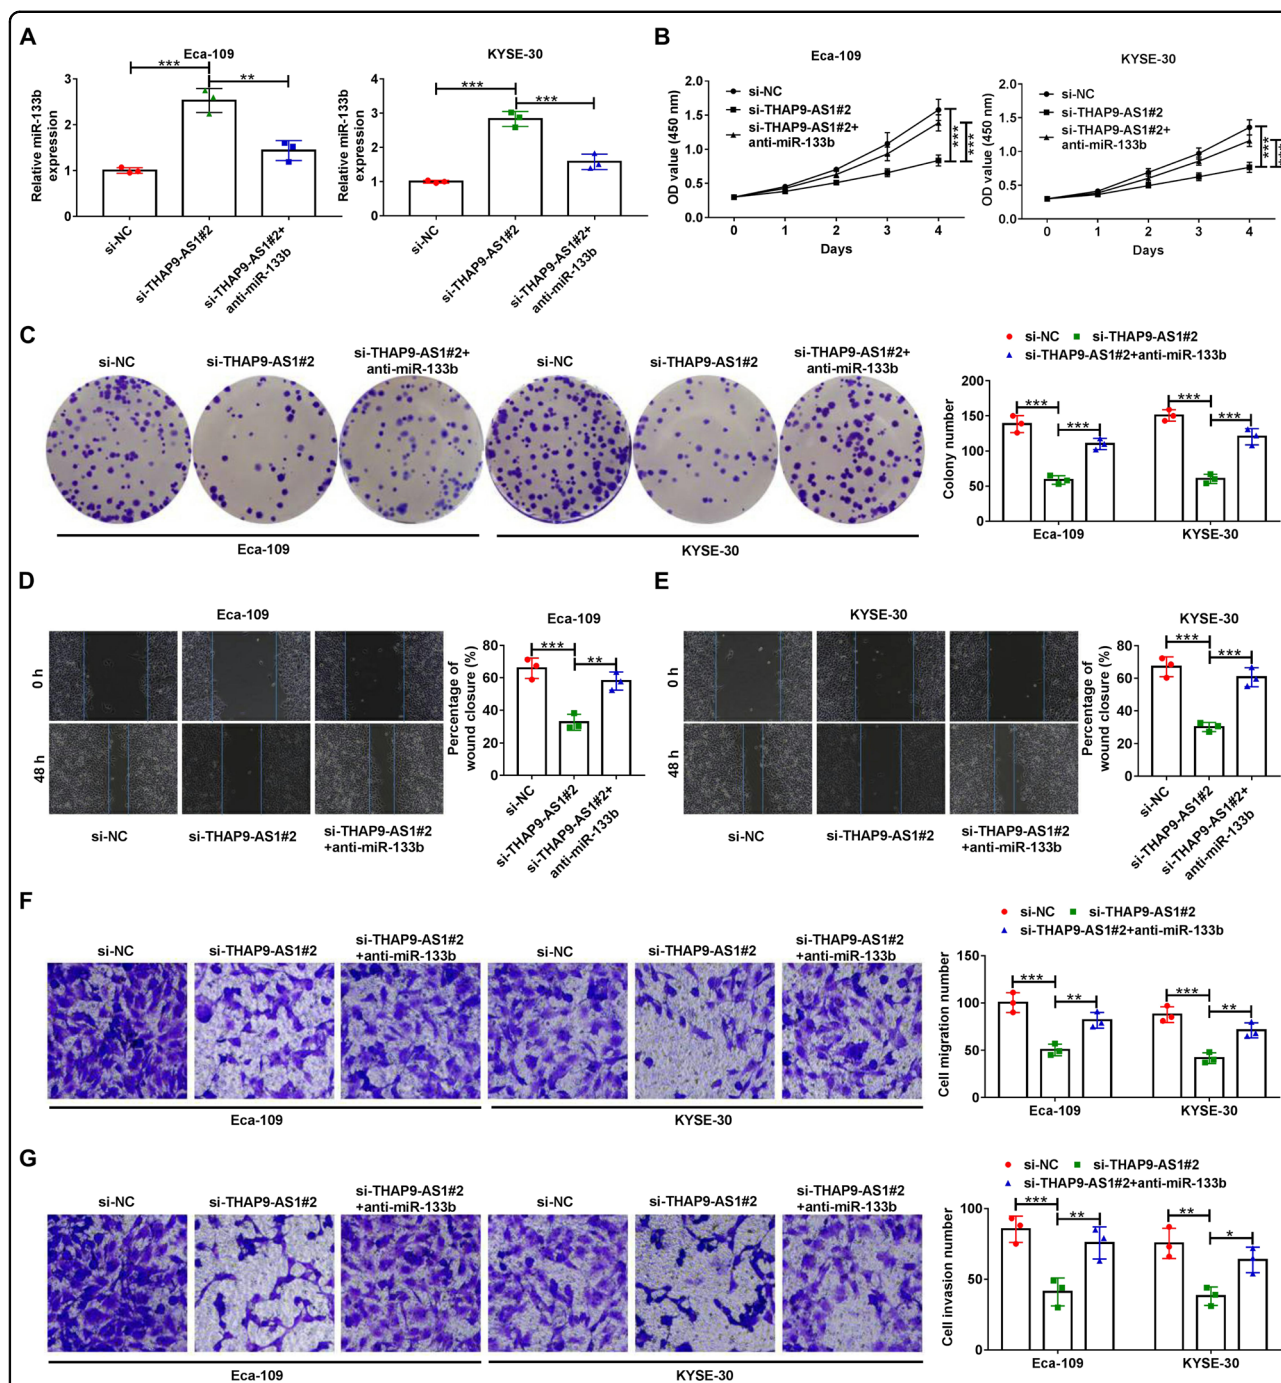 A
Eca-109
Relative miR-133b
expression
3
2
1
0
***
**
si-NC
si-THAP9-AS1#2
si-THAP9-AS1#2+
anti-miR-133b
KYSE-30
Relative miR-133b
expression
4
3
2
1
0
***
***
si-NC
si-THAP9-AS1#2
si-THAP9-AS1#2+
anti-miR-133b
B
Eca-109
OD value (450 nm)
2.0
1.5
1.0
0.5
0.0
si-NC
si-THAP9-AS1#2
si-THAP9-AS1#2+
anti-miR-133b
***
***
0 1 2 3 4
Days
KYSE-30
OD value (450 nm)
2.0
1.5
1.0
0.5
0.0
si-NC
si-THAP9-AS1#2
si-THAP9-AS1#2+
anti-miR-133b
***
***
0 1 2 3 4
Days
C
si-NC
si-THAP9-AS1#2
si-THAP9-AS1#2+
anti-miR-133b
si-NC
si-THAP9-AS1#2
si-THAP9-AS1#2+
anti-miR-133b
Eca-109
KYSE-30
si-NC si-THAP9-AS1#2
si-THAP9-AS1#2+anti-miR-133b
Colony number
200
150
100
50
0
***
***
***
***
Eca-109
KYSE-30
D
Eca-109
0 h
48 h
si-NC
si-THAP9-AS1#2
si-THAP9-AS1#2
+anti-miR-133b
Eca-109
Percentage of
wound closure (%)
80
60
40
20
0
***
**
si-NC
si-THAP9-AS1#2
si-THAP9-AS1#2+
anti-miR-133b
E
KYSE-30
0 h
48 h
si-NC
si-THAP9-AS1#2
si-THAP9-AS1#2
+anti-miR-133b
KYSE-30
Percentage of
wound closure (%)
80
60
40
20
0
***
***
si-NC
si-THAP9-AS1#2
si-THAP9-AS1#2+
anti-miR-133b
F
si-NC
si-THAP9-AS1#2
si-THAP9-AS1#2
+anti-miR-133b
si-NC
si-THAP9-AS1#2
si-THAP9-AS1#2
+anti-miR-133b
Eca-109
KYSE-30
si-NC si-THAP9-AS1#2
si-THAP9-AS1#2+anti-miR-133b
Cell migration number
150
100
50
0
***
**
***
**
Eca-109
KYSE-30
G
si-NC
si-THAP9-AS1#2
si-THAP9-AS1#2
+anti-miR-133b
si-NC
si-THAP9-AS1#2
si-THAP9-AS1#2
+anti-miR-133b
Eca-109
KYSE-30
si-NC si-THAP9-AS1#2
si-THAP9-AS1#2+anti-miR-133b
Cell invasion number
100
50
0
***
**
**
*
Eca-109
KYSE-30